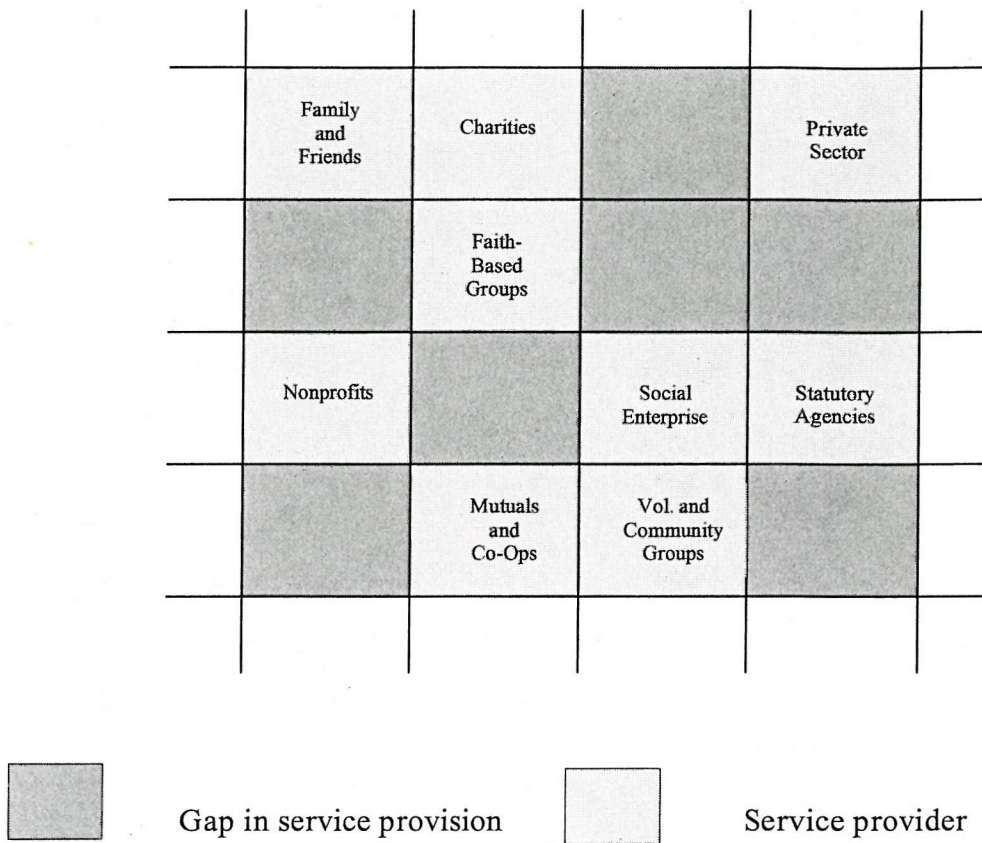 Family
and
Friends
Charities
Private
Sector
Faith-
Based
Groups
Nonprofits
Social
Enterprise
Statutory
Agencies
Mutuals
and
Co-Ops
Vol. and
Community
Groups
Gap in service provision
Service provider